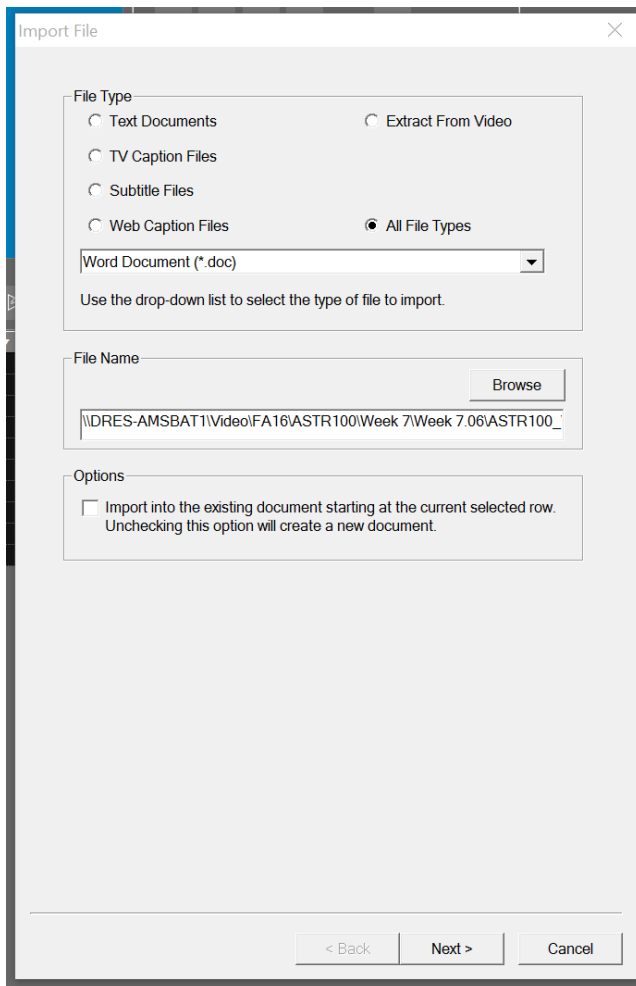 Import File
File Type
Text Documents
Extract From Video
TV Caption Files
Subtitle Files
Web Caption Files
All File Types
Word Document (*.doc)
Use the drop-down list to select the type of file to import.
File Name
Browse
\\DRES-AMSBAT1\Video\FA16\ASTR100\Week 7\Week 7.06\ASTR100_
Options
Import into the existing document starting at the current selected row.
Unchecking this option will create a new document.
< Back
Next >
Cancel